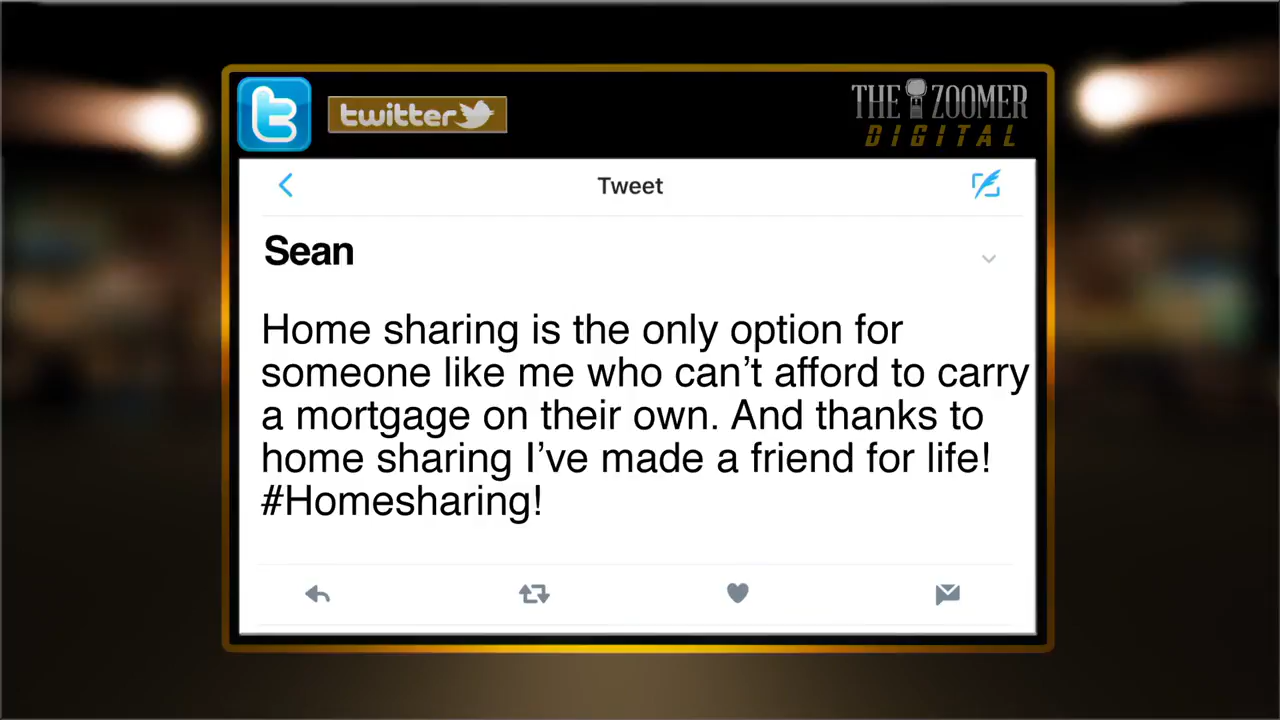 twitter
THE ZOOMER
DIGITAL
Tweet
Sean
Home sharing is the only option for
someone like me who can’t afford to carry
a mortgage on their own. And thanks to
home sharing I’ve made a friend for life!
#Homesharing!